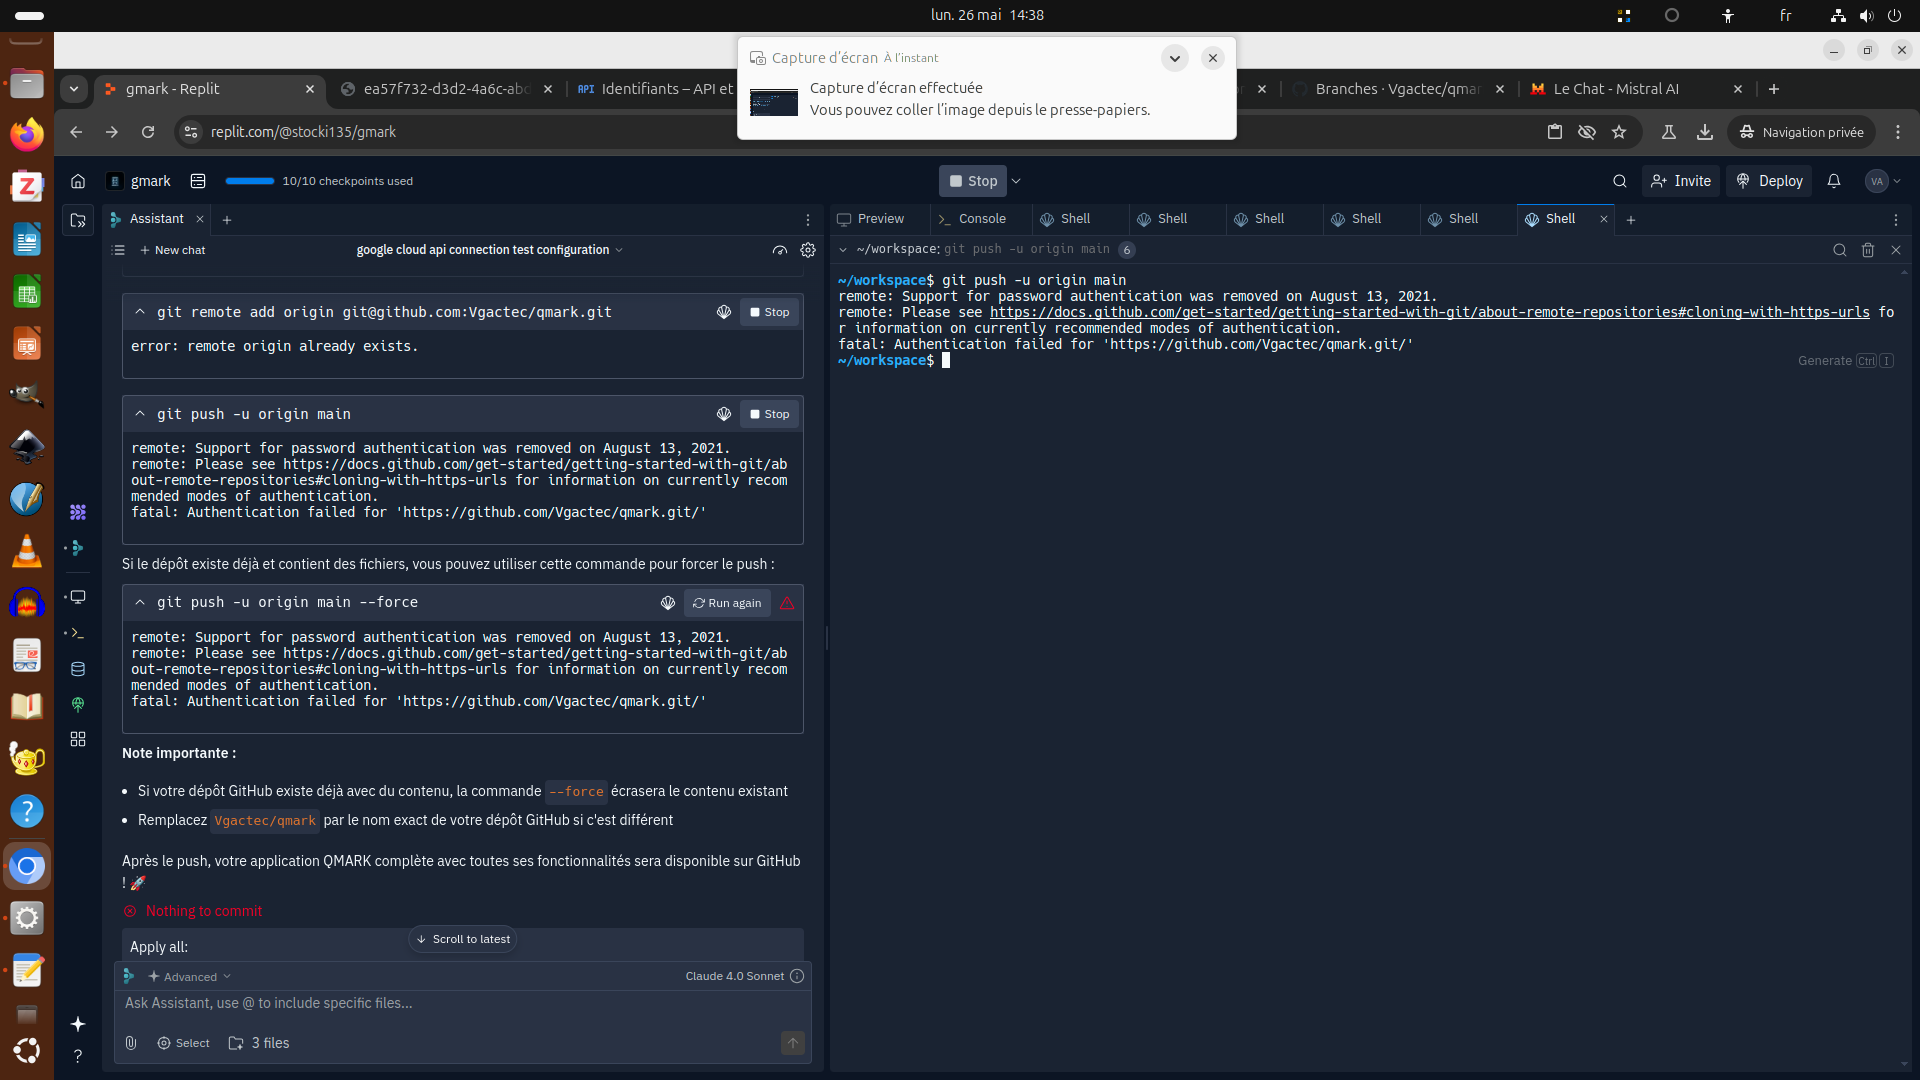 lun. 26 mai 14:38
fr
Capture d'écran À l'instant
Capture d'écran effectuée
Vous pouvez coller l'image depuis le presse-papiers.
gmark - Replit
ea57f732-d3d2-4a6c-abd
API Identifiants – API et
Branches · Vgactec/qmar
Le Chat - Mistral AI
replit.com/@stocki135/gmark
Navigation privée
gmark
10/10 checkpoints used
Stop
Invite
Deploy
VA
Assistant
Preview
Console
Shell
Shell
Shell
Shell
Shell
Shell
New chat
google cloud api connection test configuration
~/workspace: git push -u origin main 6
git remote add origin git@github.com:Vgactec/qmark.git
Stop
error: remote origin already exists.
git push -u origin main
Stop
remote: Support for password authentication was removed on August 13, 2021.
remote: Please see https://docs.github.com/get-started/getting-started-with-git/ab
out-remote-repositories#cloning-with-https-urls for information on currently recom
mended modes of authentication.
fatal: Authentication failed for 'https://github.com/Vgactec/qmark.git/'
Si le dépôt existe déjà et contient des fichiers, vous pouvez utiliser cette commande pour forcer le push :
git push -u origin main --force
Run again
remote: Support for password authentication was removed on August 13, 2021.
remote: Please see https://docs.github.com/get-started/getting-started-with-git/ab
out-remote-repositories#cloning-with-https-urls for information on currently recom
mended modes of authentication.
fatal: Authentication failed for 'https://github.com/Vgactec/qmark.git/'
Note importante :
• Si votre dépôt GitHub existe déjà avec du contenu, la commande --force écrasera le contenu existant
• Remplacez Vgactec/qmark par le nom exact de votre dépôt GitHub si c'est différent
Après le push, votre application QMARK complète avec toutes ses fonctionnalités sera disponible sur GitHub
! 🚀
Nothing to commit
Apply all:
Scroll to latest
Advanced
Claude 4.0 Sonnet
Ask Assistant, use @ to include specific files...
Select
3 files
~/workspace$ git push -u origin main
remote: Support for password authentication was removed on August 13, 2021.
remote: Please see https://docs.github.com/get-started/getting-started-with-git/about-remote-repositories#cloning-with-https-urls fo
r information on currently recommended modes of authentication.
fatal: Authentication failed for 'https://github.com/Vgactec/qmark.git/'
~/workspace$
Generate Ctrl I